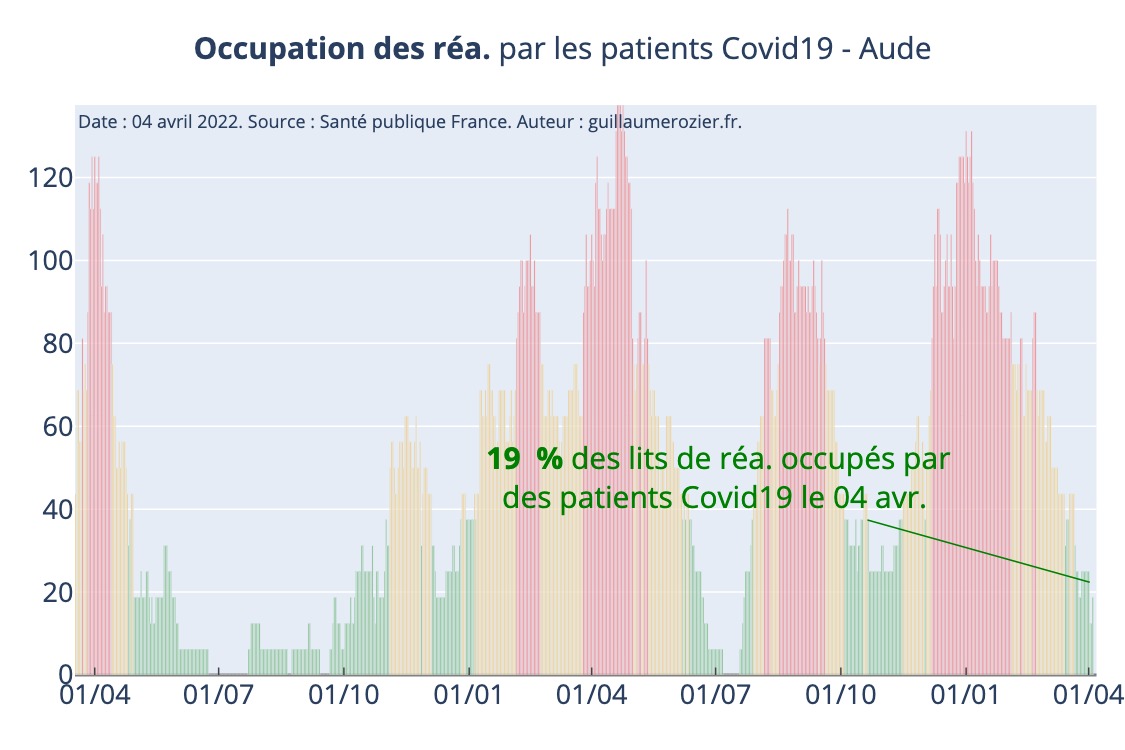 Occupation des réa. par les patients Covid19 - Aude
Date : 04 avril 2022. Source : Santé publique France. Auteur : guillaumerozier.fr.
120
100
80
60
40
20
0
19 % des lits de réa. occupés par
des patients Covid19 le 04 avr.
01/04 01/07 01/10 01/01 01/04 01/07 01/10 01/01 01/04